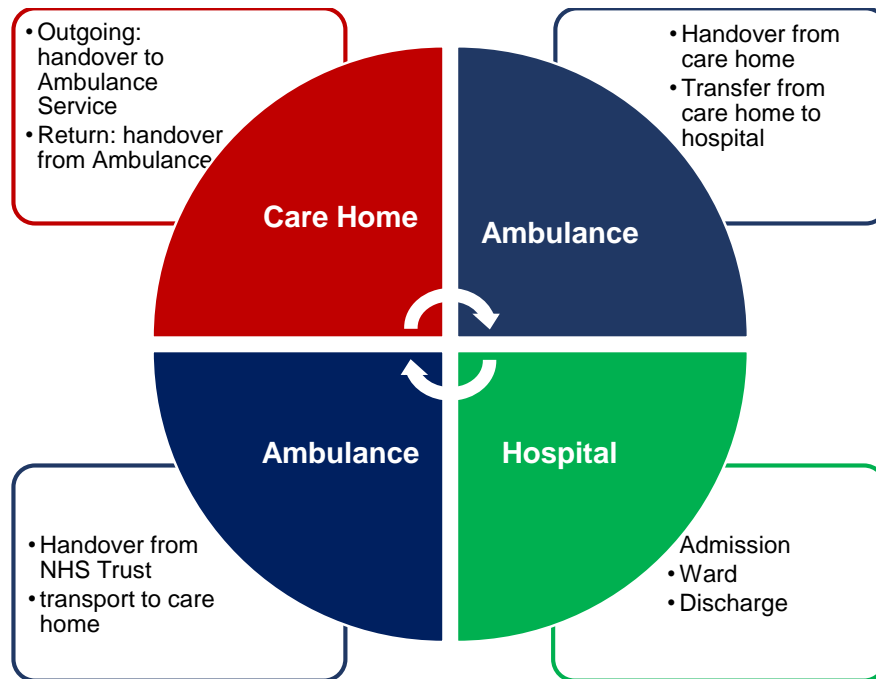 • Outgoing:
handover to
Ambulance
Service
• Return: handover
from Ambulance
• Handover from
care home
• Transfer from
care home to
hospital
Care Home
Ambulance
Ambulance
Hospital
• Handover from
NHS Trust
• transport to care
home
Admission
• Ward
• Discharge